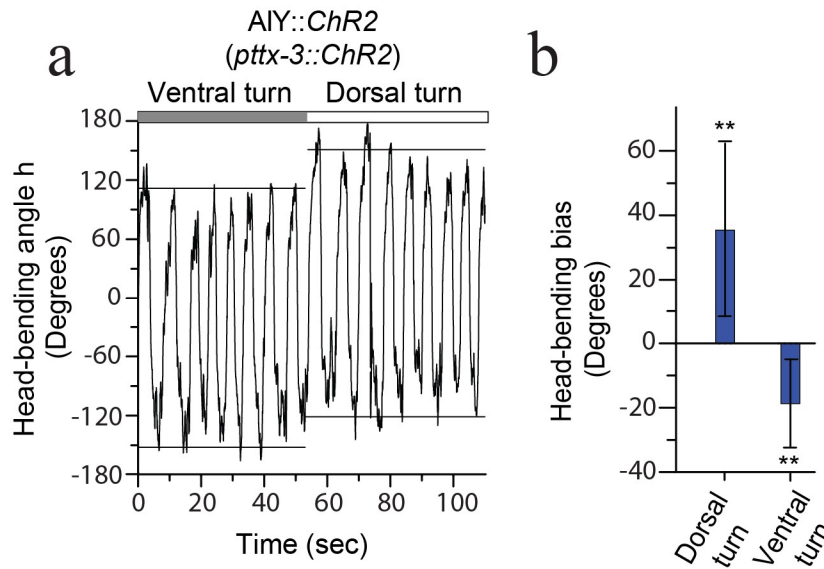 AIY::ChR2
(pttx-3::ChR2)
a
b
Ventral turn
Dorsal turn
Head-bending angle h
(Degrees)
180
120
60
0
-60
-120
-180
0
20
40
60
80
100
Time (sec)
Head-bending bias
(Degrees)
60
40
20
0
-20
-40
**
**
Dorsal
turn
Ventral
turn